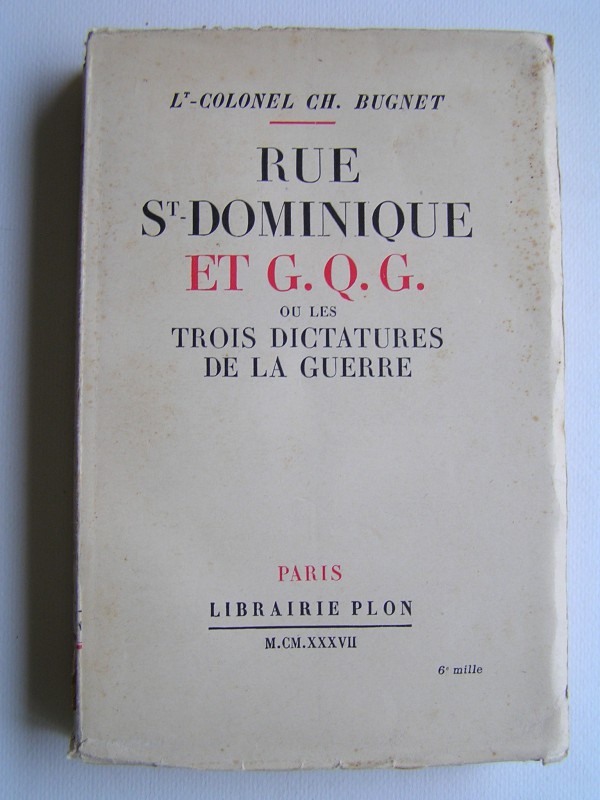 Lᵀ-COLONEL CH. BUGNET
RUE
Sᵀ-DOMINIQUE
ET G.Q.G.
OU LES
TROIS DICTATURES
DE LA GUERRE
PARIS
LIBRAIRIE PLON
M.CM.XXXVII
6ᵉ mille